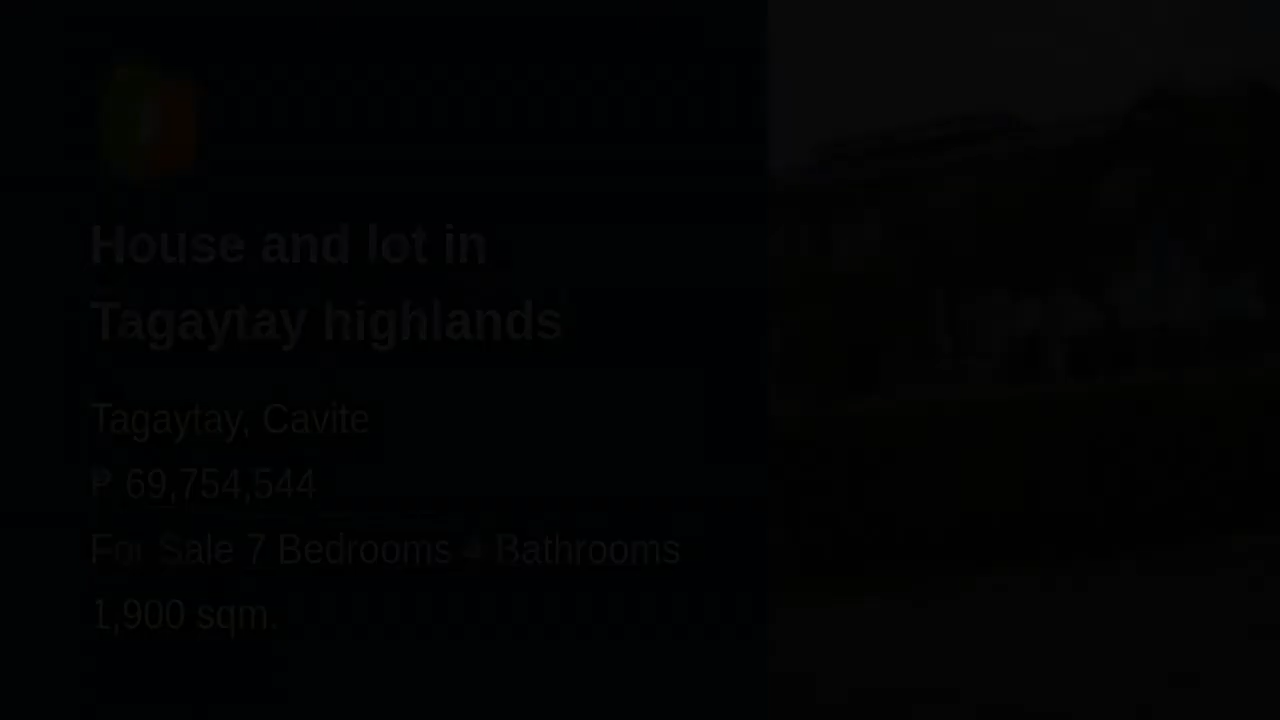 House and lot in
Tagaytay highlands
Tagaytay, Cavite
₱ 69,754,544
For Sale 7 Bedrooms 4 Bathrooms
1,900 sqm.